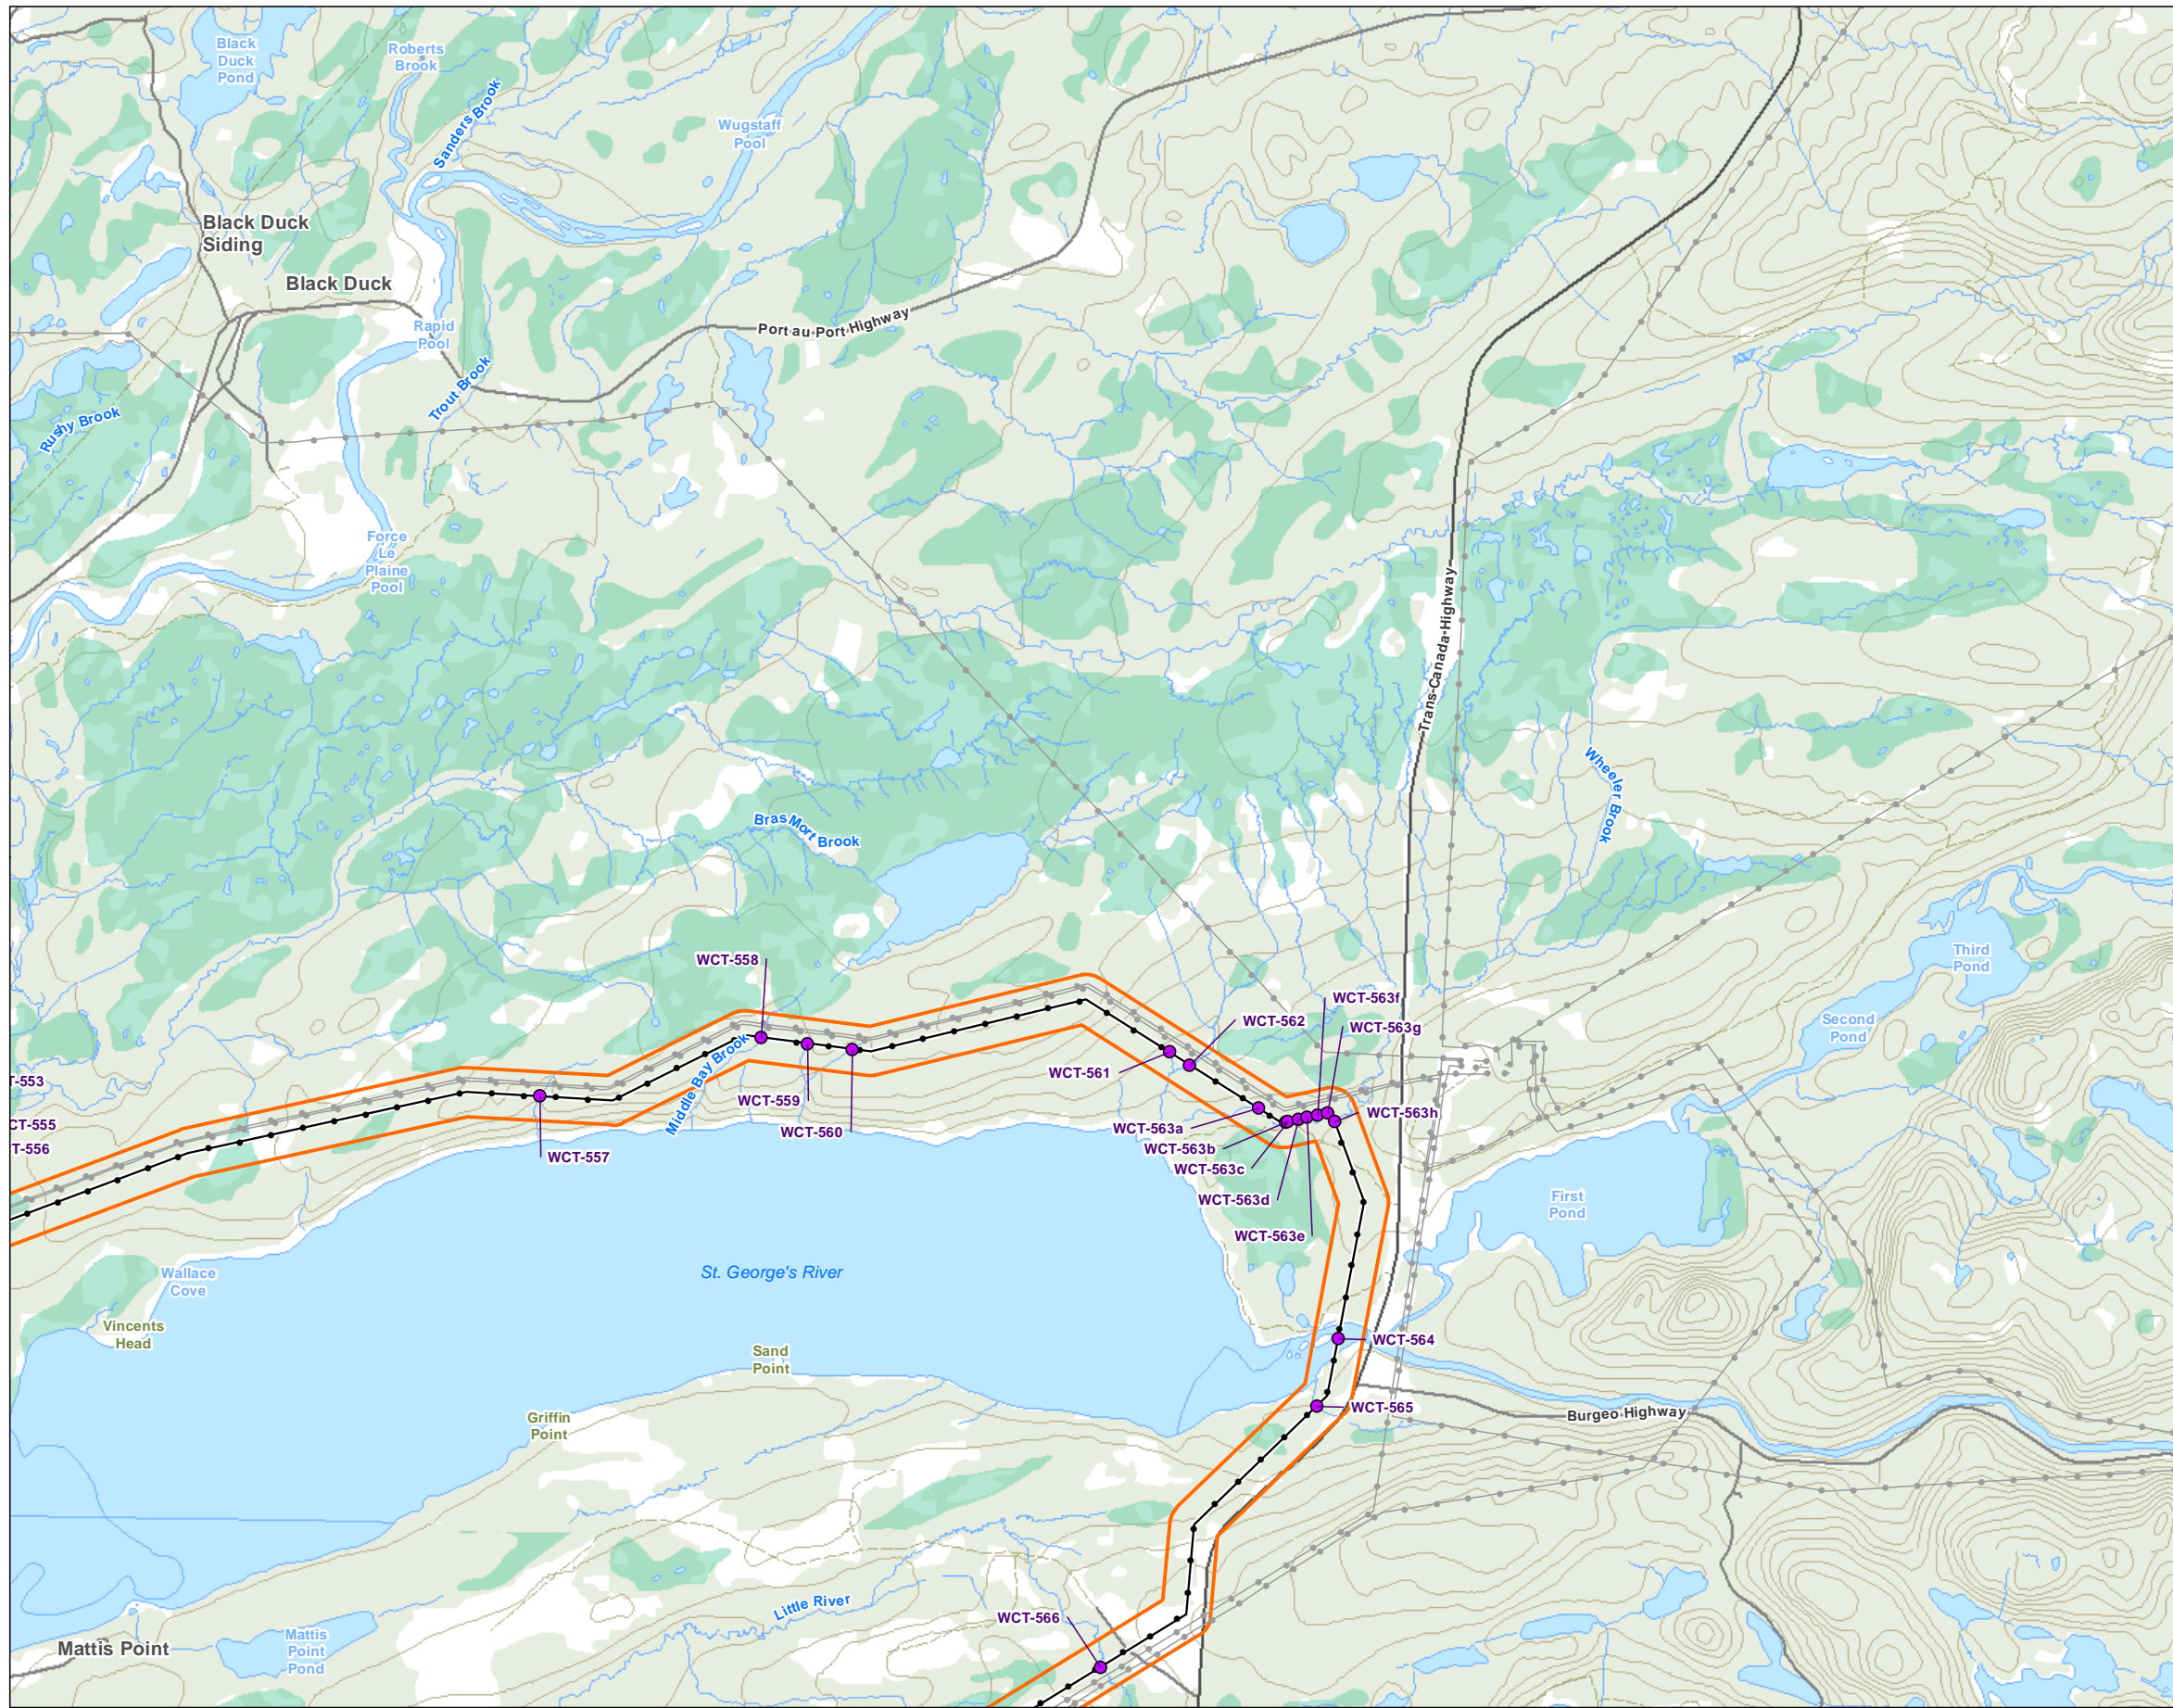 Black
Duck
Pond
Roberts
Brook
Sanders Brook
Wugstaff
Pool
Black Duck
Siding
Black Duck
Rapid
Pool
Port au Port Highway
Trout Brook
Rushy Brook
Force
Le
Plaine
Pool
Trans-Canada-Highway
Wheeler Brook
Bras Mort Brook
Third
Pond
Second
Pond
WCT-558
WCT-563f
WCT-562
WCT-563g
WCT-561
T-553
Middle Bay Brook
WCT-559
WCT-563h
CT-555
WCT-563a
WCT-560
T-556
WCT-563b
WCT-557
WCT-563c
WCT-563d
First
Pond
WCT-563e
St. George's River
Wallace
Cove
Vincents
Head
WCT-564
Sand
Point
WCT-565
Burgeo Highway
Griffin
Point
Little River
WCT-566
Mattis Point
Mattis
Point
Pond